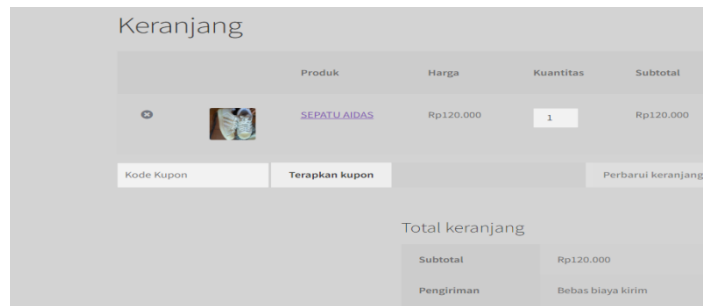 Keranjang
Produk Harga Kuantitas Subtotal
SEPATU AIDAS Rp120.000 1 Rp120.000
Kode Kupon Terapkan kupon Perbarui keranjang
Total keranjang
Subtotal Rp120.000
Pengiriman Bebas biaya kirim